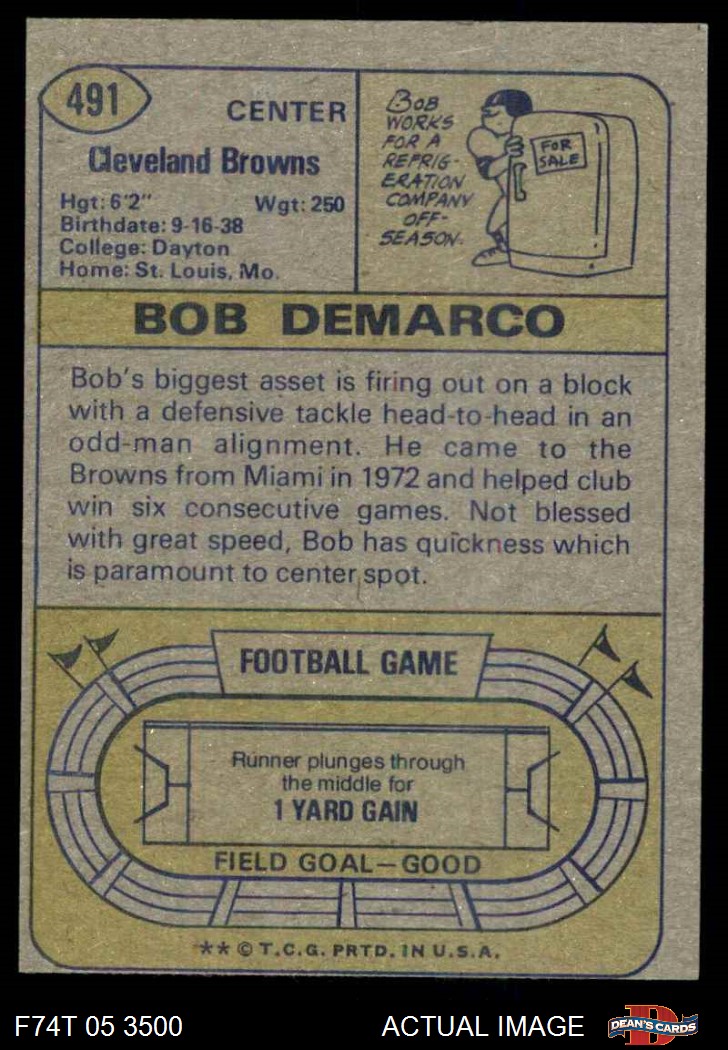 491
CENTER
Cleveland Browns
Hgt: 6'2" Wgt: 250
Birthdate: 9-16-38
College: Dayton
Home: St. Louis, Mo.
BOB
WORKS
FOR A
REFRIG-
ERATION
COMPANY
OFF-
SEASON.
FOR
SALE
BOB DEMARCO
Bob's biggest asset is firing out on a block
with a defensive tackle head-to-head in an
odd-man alignment. He came to the
Browns from Miami in 1972 and helped club
win six consecutive games. Not blessed
with great speed, Bob has quickness which
is paramount to center spot.
FOOTBALL GAME
Runner plunges through
the middle for
1 YARD GAIN
FIELD GOAL—GOOD
** © T.C.G. PRTD. IN U.S.A.
F74T 05 3500
ACTUAL IMAGE
DEAN'S CARDS